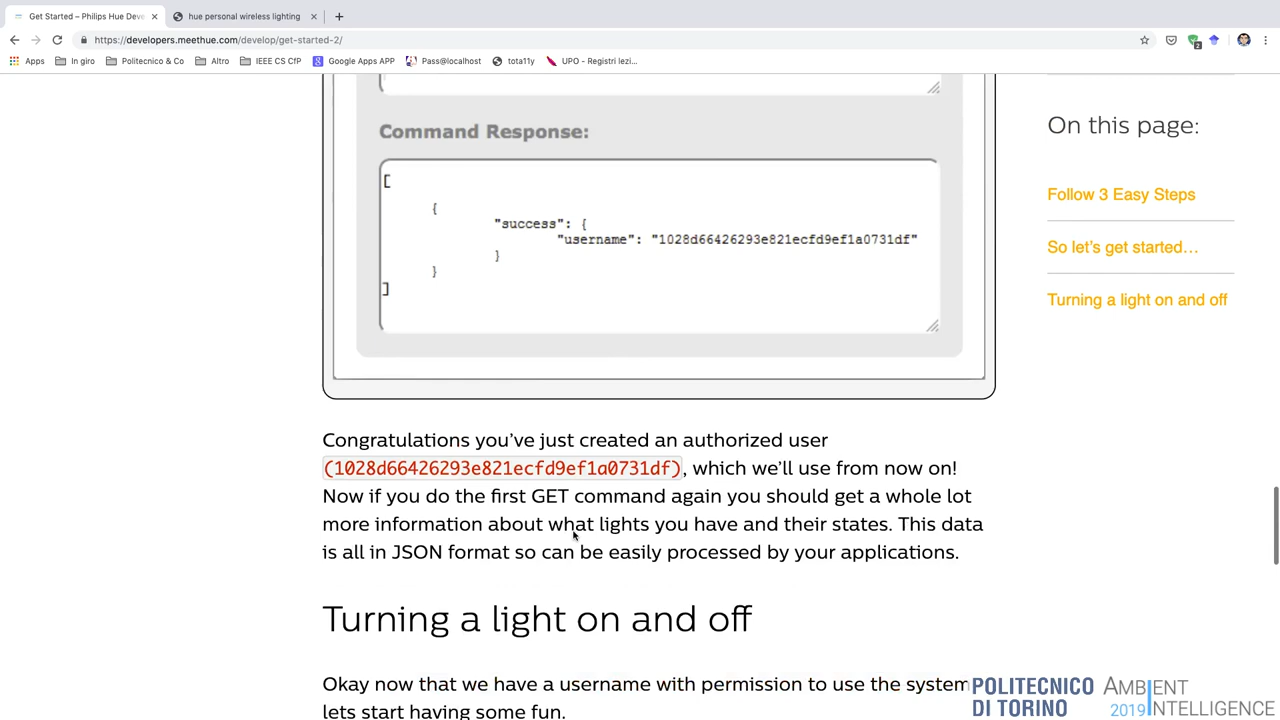 Get Started – Philips Hue Deve
hue personal wireless lighting
https://developers.meethue.com/develop/get-started-2/
Apps
In giro
Politecnico & Co
Altro
IEEE CS CfP
Google Apps APP
Pass@localhost
tota11y
UPO - Registri lezi...
2
Command Response:
[
{
"success": {
"username": "1028d66426293e821ecfd9ef1a0731df"
}
}
]
On this page:
Follow 3 Easy Steps
So let's get started…
Turning a light on and off
Congratulations you've just created an authorized user
(1028d66426293e821ecfd9ef1a0731df), which we'll use from now on!
Now if you do the first GET command again you should get a whole lot
more information about what lights you have and their states. This data
is all in JSON format so can be easily processed by your applications.
Turning a light on and off
Okay now that we have a username with permission to use the system
lets start having some fun.
POLITECNICO
DI TORINO
AMBIENT
2019 INTELLIGENCE